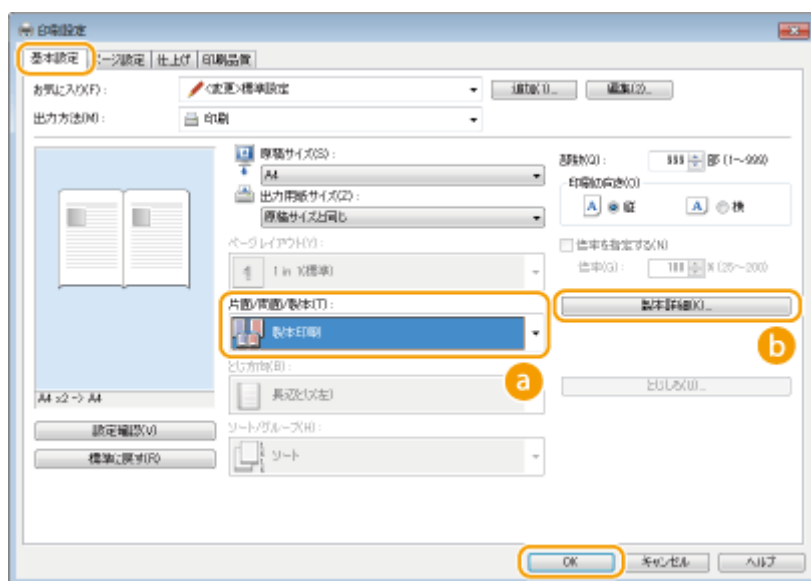 印刷設定
基本設定 ページ設定 仕上げ 印刷品質
お気に入り(F): <変更>標準設定 追加(1)... 編集(2)...
出力方法(M): 印刷
原稿サイズ(S):
A4
出力用紙サイズ(Z):
原稿サイズと同じ
ページレイアウト(Y):
1 in 1(標準)
片面/両面/製本(T):
製本印刷
a
とじ方向(B):
長辺とじ(左)
ソート/グループ(H):
ソート
部数(Q): 部 (1~999)
印刷の向き(O)
A 縦 A 横
倍率を指定する(N)
倍率(G): % (25~200)
製本詳細(K)...
b
とじしろ(U)...
A4 x2 -> A4
設定確認(V)
標準に戻す(R)
OK キャンセル ヘルプ